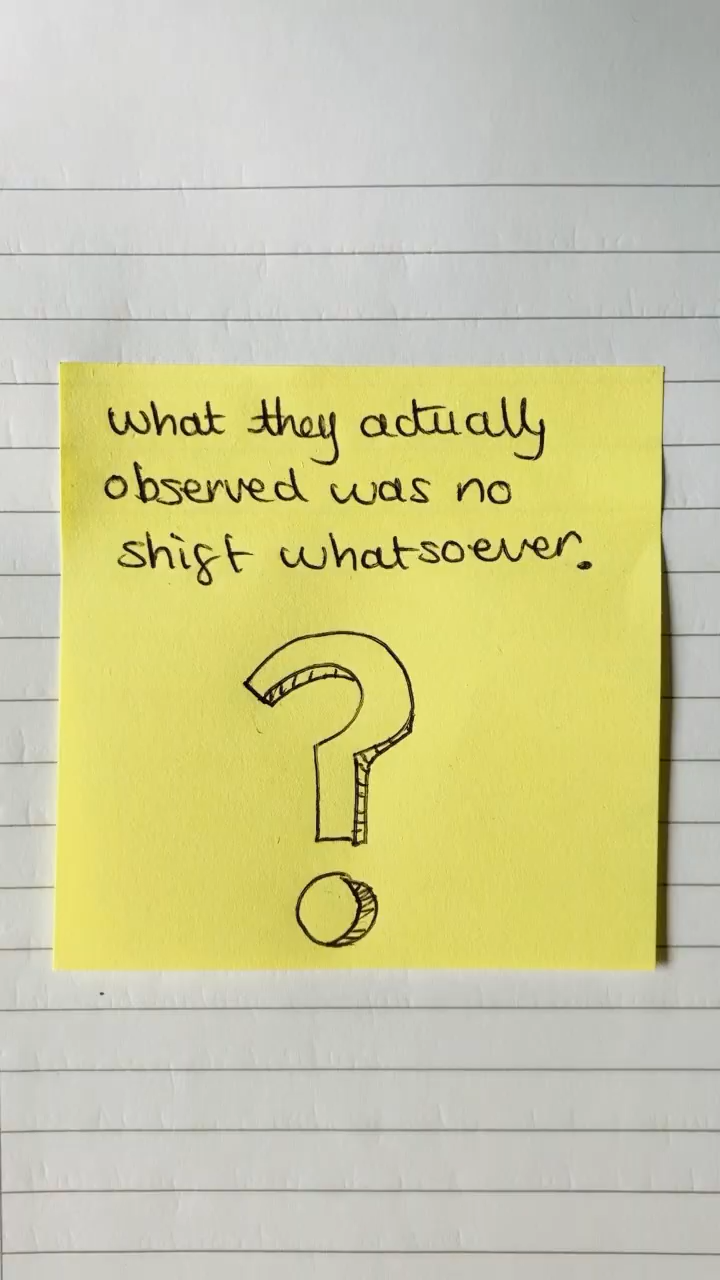 what they actually
observed was no
shift whatsoever.
?